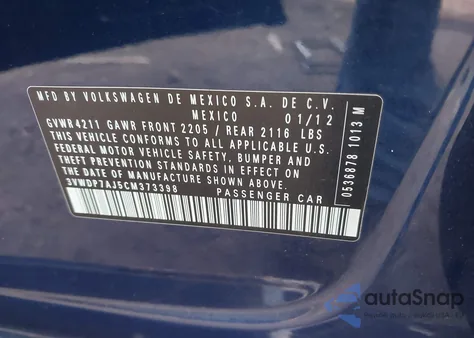 MFD BY VOLKSWAGEN DE MEXICO S.A. DE C.V.
MEXICO 01/12
GVWR4211 GAWR FRONT 2205 / REAR 2116 LBS
THIS VEHICLE CONFORMS TO ALL APPLICABLE U.S.
FEDERAL MOTOR VEHICLE SAFETY, BUMPER AND
THEFT PREVENTION STANDARDS IN EFFECT ON THE
DATE OF MANUFACTURE SHOWN ABOVE.
3VWDP7AJ5CM373398 PASSENGER CAR
0536878 1013 M
autoSnap